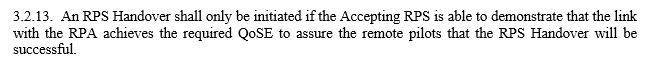 3.2.13. An RPS Handover shall only be initiated if the Accepting RPS is able to demonstrate that the link
with the RPA achieves the required QoSE to assure the remote pilots that the RPS Handover will be
successful.